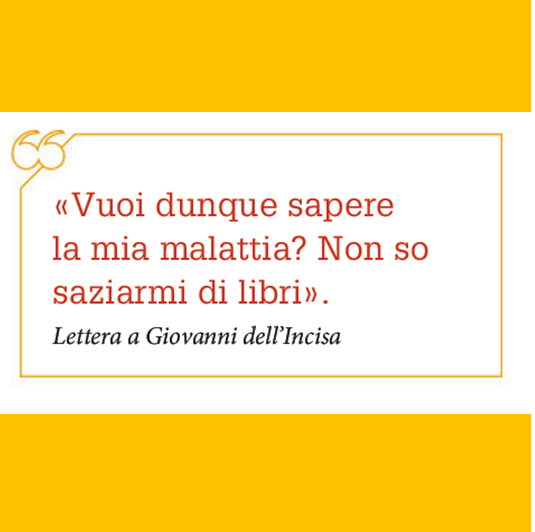 «Vuoi dunque sapere
la mia malattia? Non so
saziarmi di libri».
Lettera a Giovanni dell’Incisa